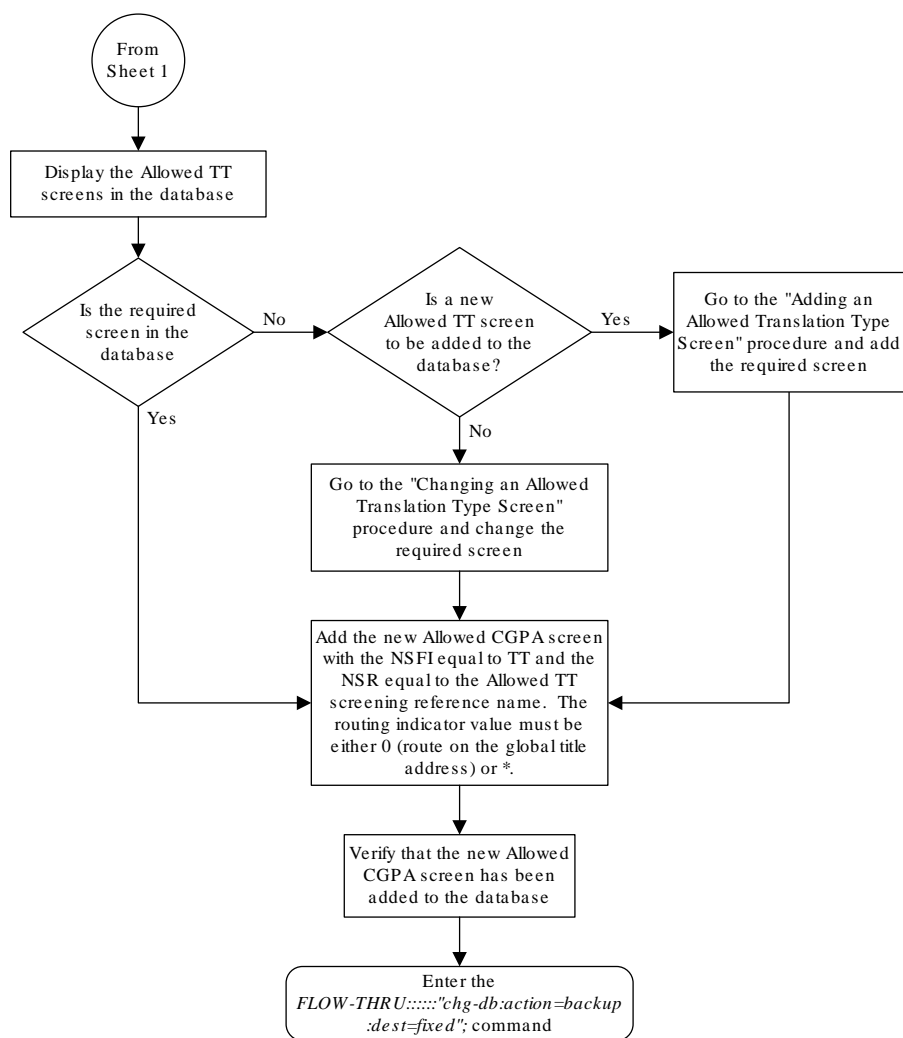 From
Sheet 1
Display the Allowed TT
screens in the database
Is the required
screen in the
database
No
Yes
Is a new
Allowed TT screen
to be added to the
database?
Yes
No
Go to the "Adding an
Allowed Translation Type
Screen" procedure and add
the required screen
Go to the "Changing an Allowed
Translation Type Screen"
procedure and change the
required screen
Add the new Allowed CGPA screen
with the NSFI equal to TT and the
NSR equal to the Allowed TT
screening reference name. The
routing indicator value must be
either 0 (route on the global title
address) or *.
Verify that the new Allowed
CGPA screen has been
added to the database
Enter the
FLOW-THRU::::::"chg-db:action=backup
:dest=fixed"; command